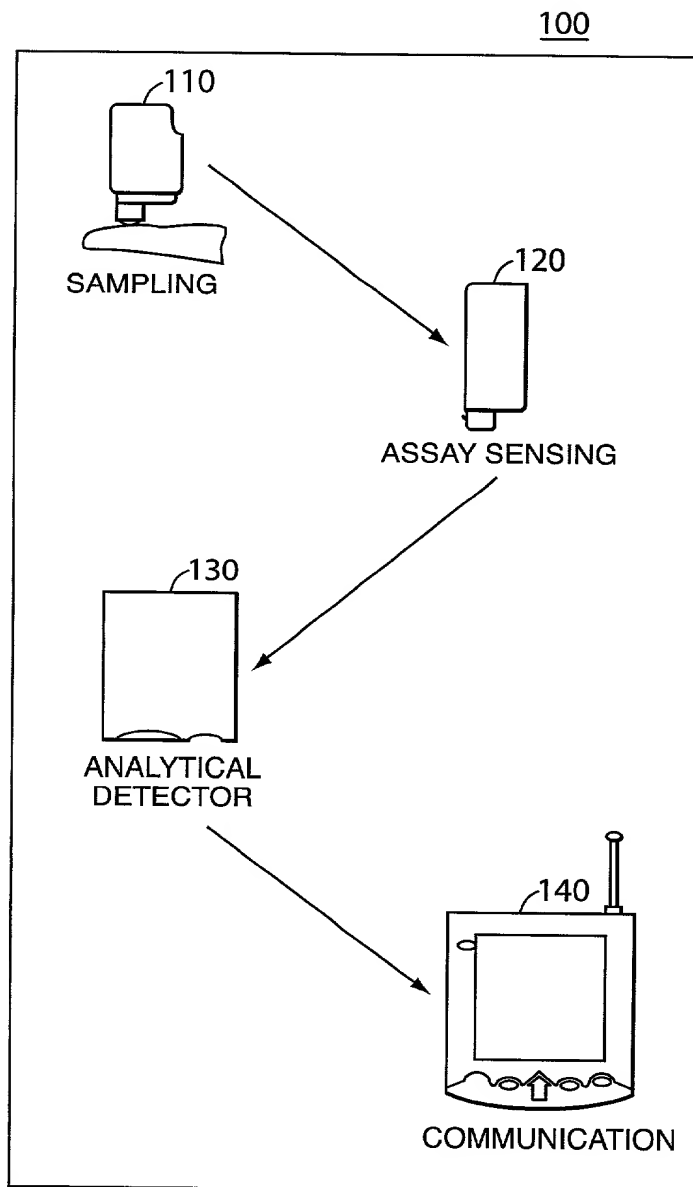 100
110
SAMPLING
120
ASSAY SENSING
130
ANALYTICAL
DETECTOR
140
COMMUNICATION